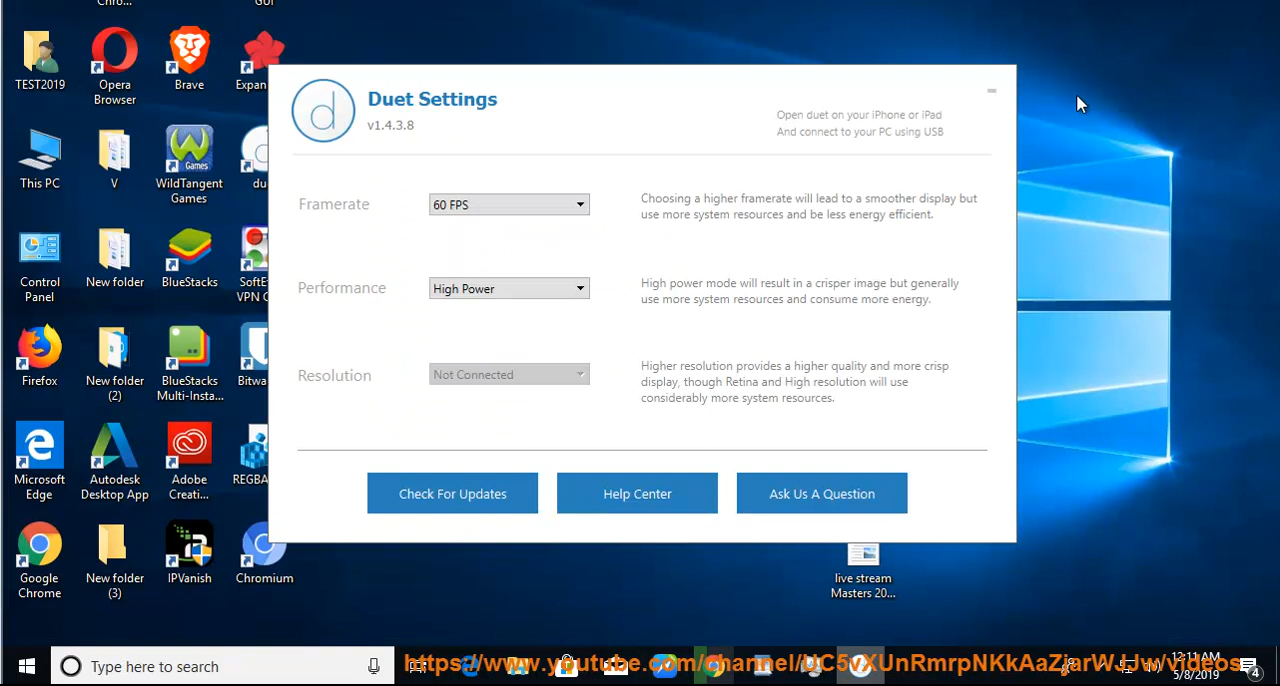 Chro...
GUI
TEST2019
Opera
Browser
Brave
Expan
Duet Settings
v1.4.3.8
Open duet on your iPhone or iPad
And connect to your PC using USB
This PC
V
WildTangent
Games
du
Framerate
60 FPS
Choosing a higher framerate will lead to a smoother display but
use more system resources and be less energy efficient.
Control
Panel
New folder
BlueStacks
SoftE
VPN C
Performance
High Power
High power mode will result in a crisper image but generally
use more system resources and consume more energy.
Firefox
New folder
(2)
BlueStacks
Multi-Insta...
Bitwa
Resolution
Not Connected
Higher resolution provides a higher quality and more crisp
display, though Retina and High resolution will use
considerably more system resources.
Microsoft
Edge
Autodesk
Desktop App
Adobe
Creati...
REGBA
Check For Updates
Help Center
Ask Us A Question
Google
Chrome
New folder
(3)
IPVanish
Chromium
live stream
Masters 20...
Type here to search
12:11 AM
5/8/2019
4